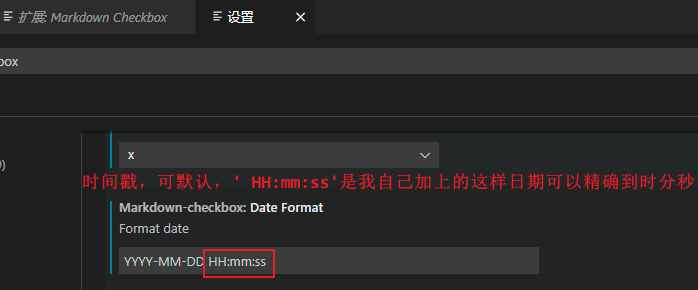 扩展: Markdown Checkbox
设置
box
x
时间戳，可默认，' HH:mm:ss'是我自己加上的这样日期可以精确到时分秒
Markdown-checkbox: Date Format
Format date
YYYY-MM-DD HH:mm:ss